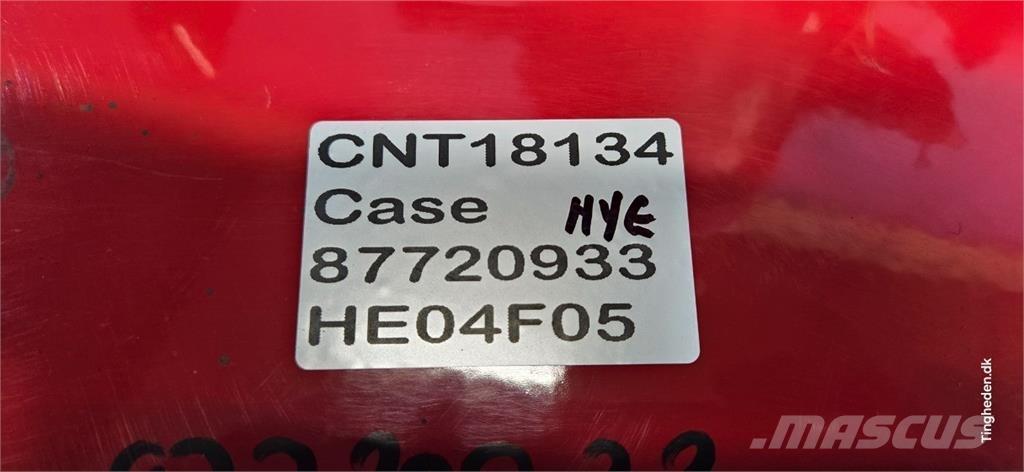 CNT18134
Case HYE
87720933
HE04F05
Tingheden.dk
MASCUS